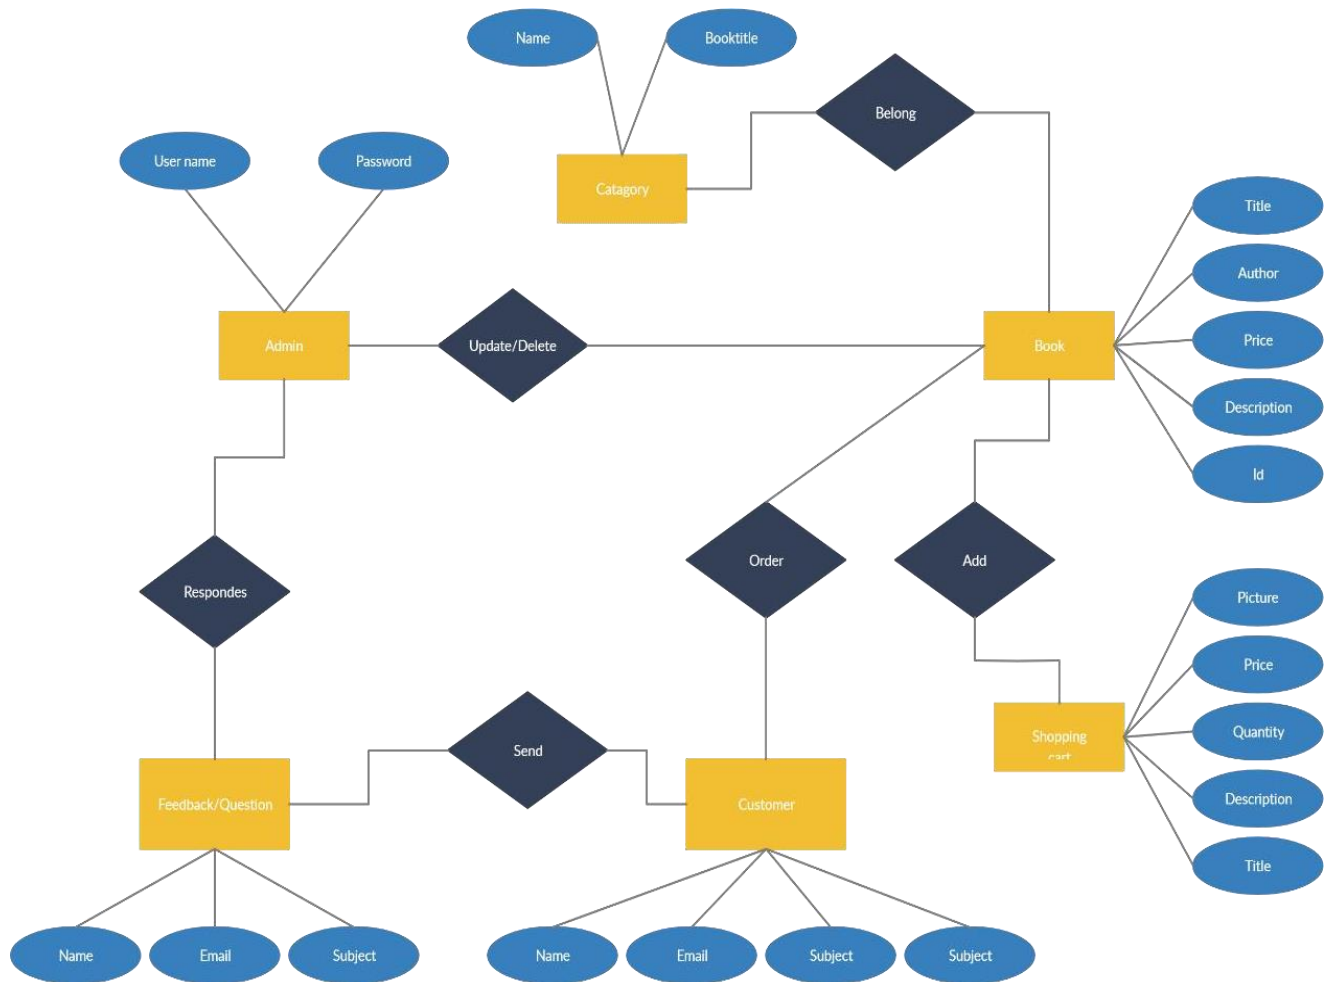 Name
Booktitle
Belong
User name
Password
Catagory
Title
Author
Admin
Update/Delete
Book
Price
Description
Id
Respondes
Order
Add
Picture
Price
Send
Shopping
cart
Quantity
Feedback/Question
Customer
Description
Title
Name
Email
Subject
Name
Email
Subject
Subject